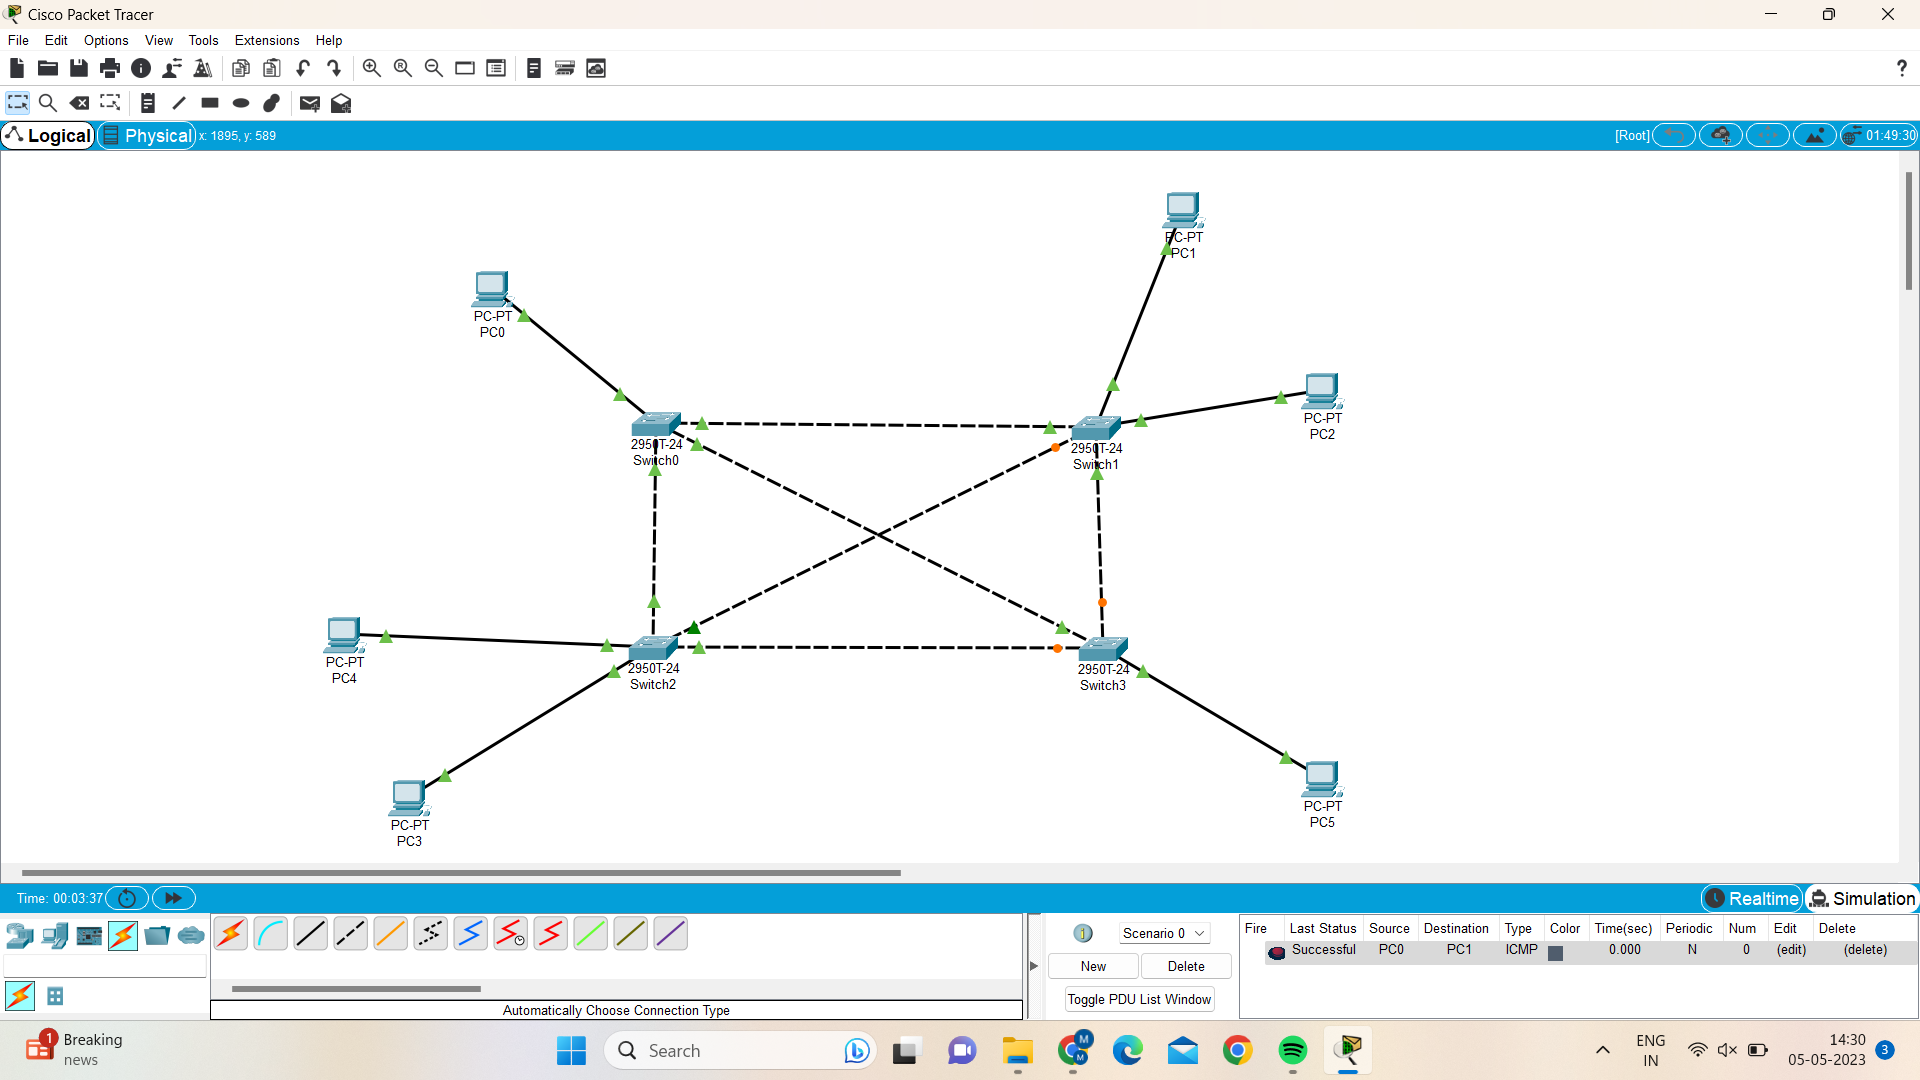 Cisco Packet Tracer
File Edit Options View Tools Extensions Help
?
Logical Physical x: 1895, y: 589 [Root] 01:49:30
PC-PT
PC1
PC-PT
PC0
PC-PT
PC2
2950T-24
Switch0
2950T-24
Switch1
PC-PT
PC4
2950T-24
Switch2
2950T-24
Switch3
PC-PT
PC3
PC-PT
PC5
Time: 00:03:37 Realtime Simulation
Scenario 0
New Delete
Toggle PDU List Window
Fire Last Status Source Destination Type Color Time(sec) Periodic Num Edit Delete
Successful PC0 PC1 ICMP 0.000 N 0 (edit) (delete)
Automatically Choose Connection Type
1 Breaking
news
Search
M
M
ENG
IN
14:30
05-05-2023
3